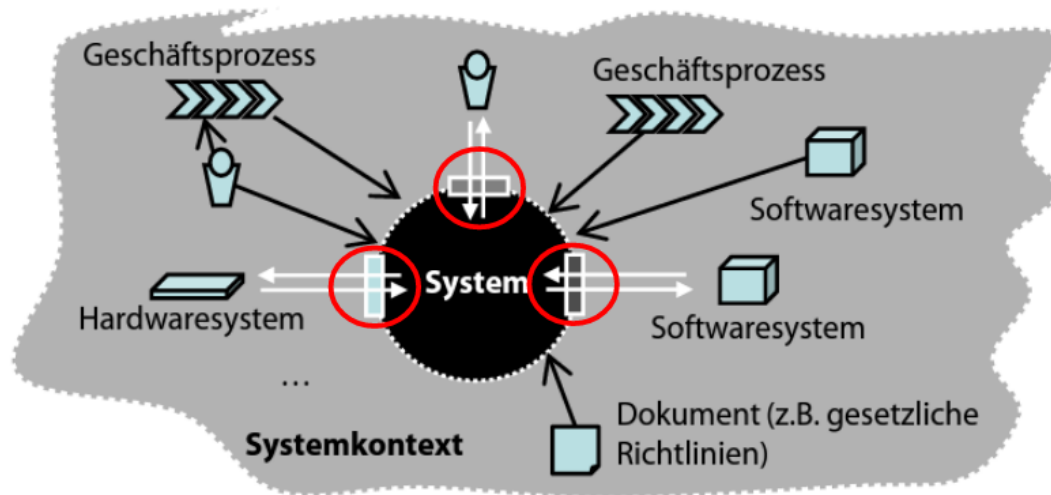 Geschäftsprozess
Geschäftsprozess
Softwaresystem
System
Hardwaresystem
Softwaresystem
...
Dokument (z.B. gesetzliche
Richtlinien)
Systemkontext